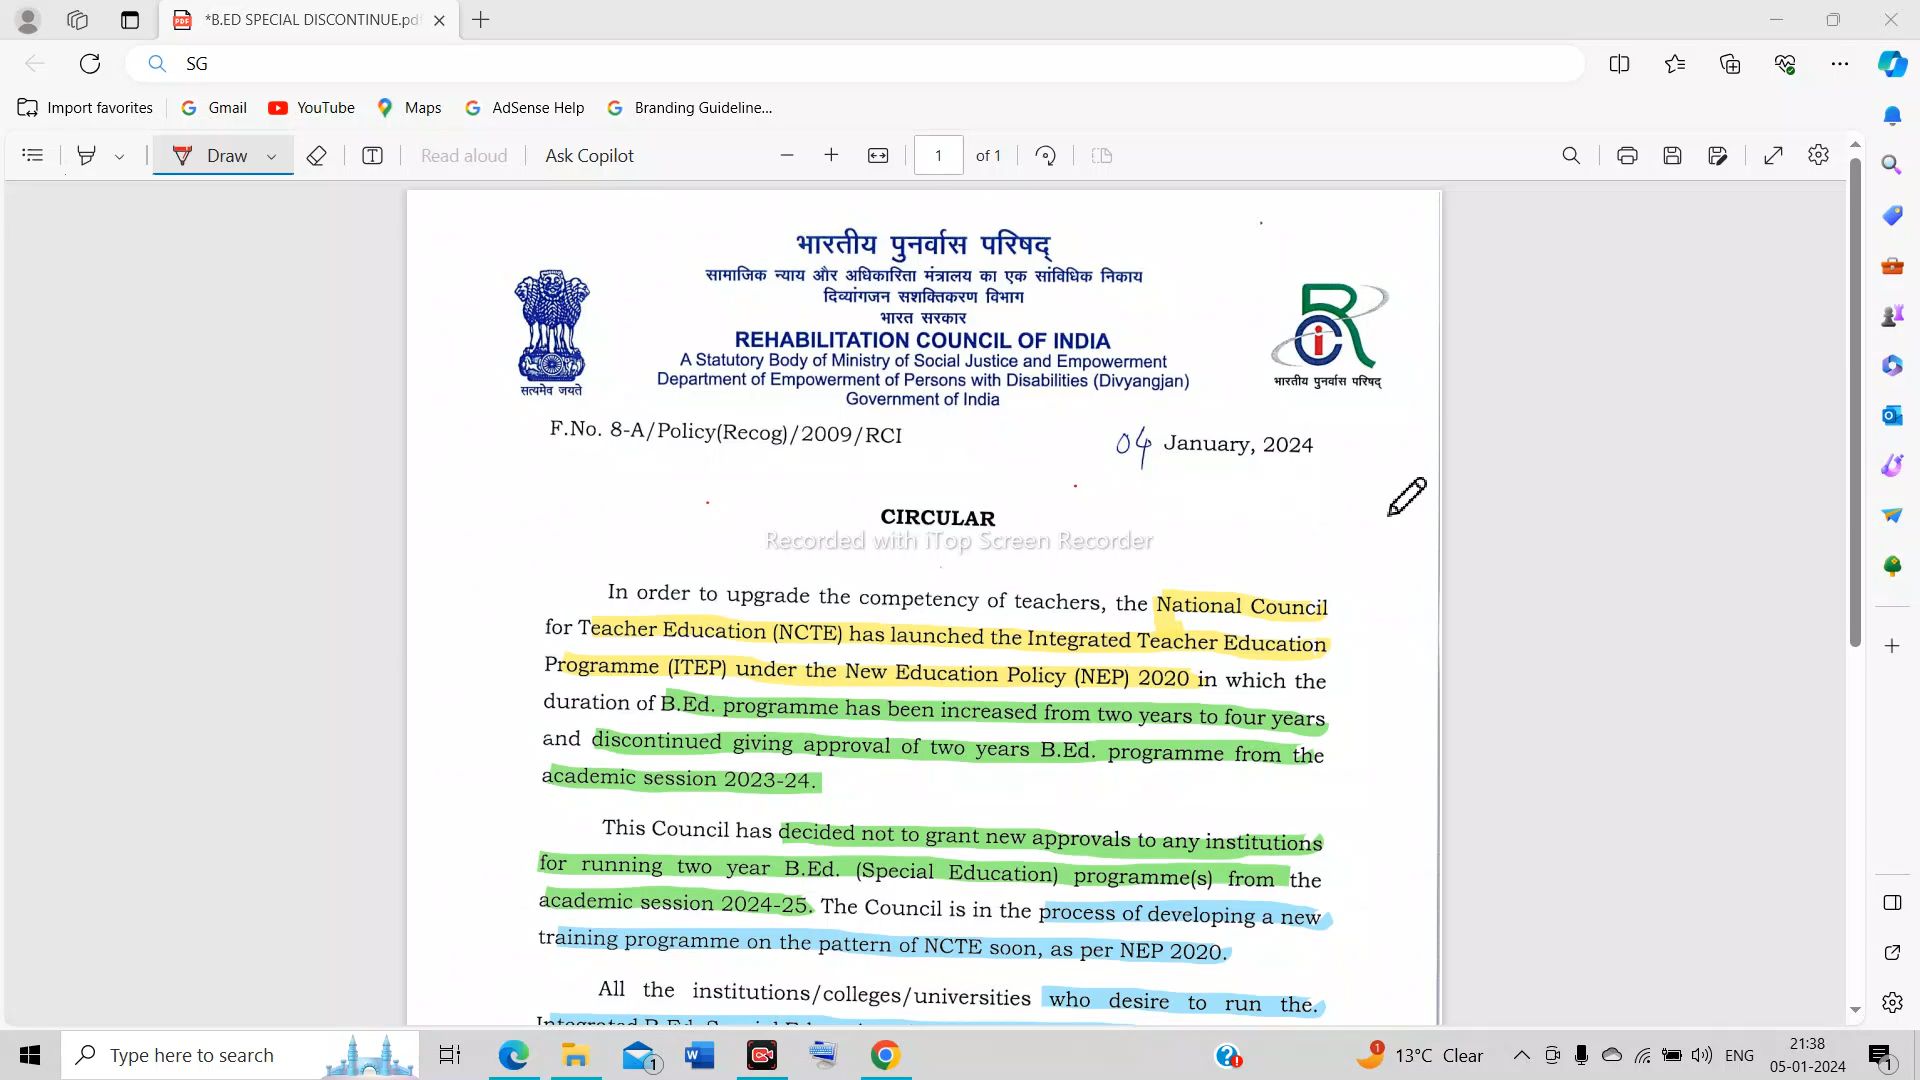 *B.ED SPECIAL DISCONTINUE.pd
SG
Import favorites
Gmail
YouTube
Maps
AdSense Help
Branding Guideline...
Draw
Read aloud
Ask Copilot
1
of 1
भारतीय पुनर्वास परिषद्
सामाजिक न्याय और अधिकारिता मंत्रालय का एक सांविधिक निकाय
दिव्यांगजन सशक्तिकरण विभाग
भारत सरकार
REHABILITATION COUNCIL OF INDIA
A Statutory Body of Ministry of Social Justice and Empowerment
Department of Empowerment of Persons with Disabilities (Divyangjan)
Government of India
सत्यमेव जयते
RCi
भारतीय पुनर्वास परिषद्
F.No. 8-A/Policy(Recog)/2009/RCI
04 January, 2024
CIRCULAR
Recorded with iTop Screen Recorder
In order to upgrade the competency of teachers, the National Council
for Teacher Education (NCTE) has launched the Integrated Teacher Education
Programme (ITEP) under the New Education Policy (NEP) 2020 in which the
duration of B.Ed. programme has been increased from two years to four years
and discontinued giving approval of two years B.Ed. programme from the
academic session 2023-24.
This Council has decided not to grant new approvals to any institutions
for running two year B.Ed. (Special Education) programme(s) from the
academic session 2024-25. The Council is in the process of developing a new
training programme on the pattern of NCTE soon, as per NEP 2020.
All the institutions/colleges/universities who desire to run the.
Integrated B.Ed. Special
Type here to search
1
1
13°C Clear
ENG
21:38
05-01-2024
1